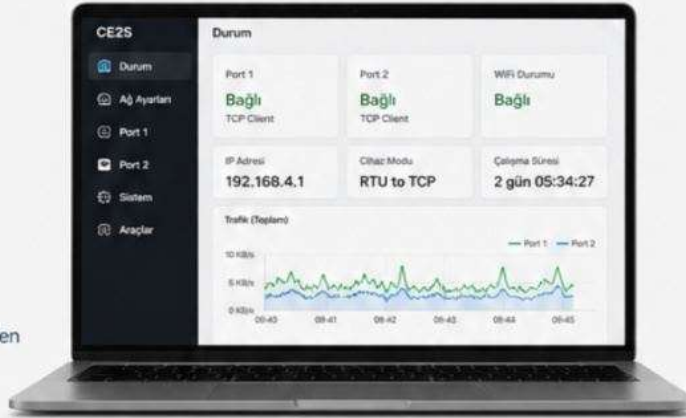 CE2S
Durum
Ağ Ayarları
Port 1
Port 2
Sistem
Araçlar
Durum
Port 1
Bağlı
TCP Client
Port 2
Bağlı
TCP Client
WiFi Durumu
Bağlı
IP Adresi
192.168.4.1
Cihaz Modu
RTU to TCP
Çalışma Süresi
2 gün 05:34:27
Trafik (Toplam)
Port 1
Port 2
10 KB/s
5 KB/s
0 KB/s
08:40
08:41
08:42
08:43
08:44
08:45
en